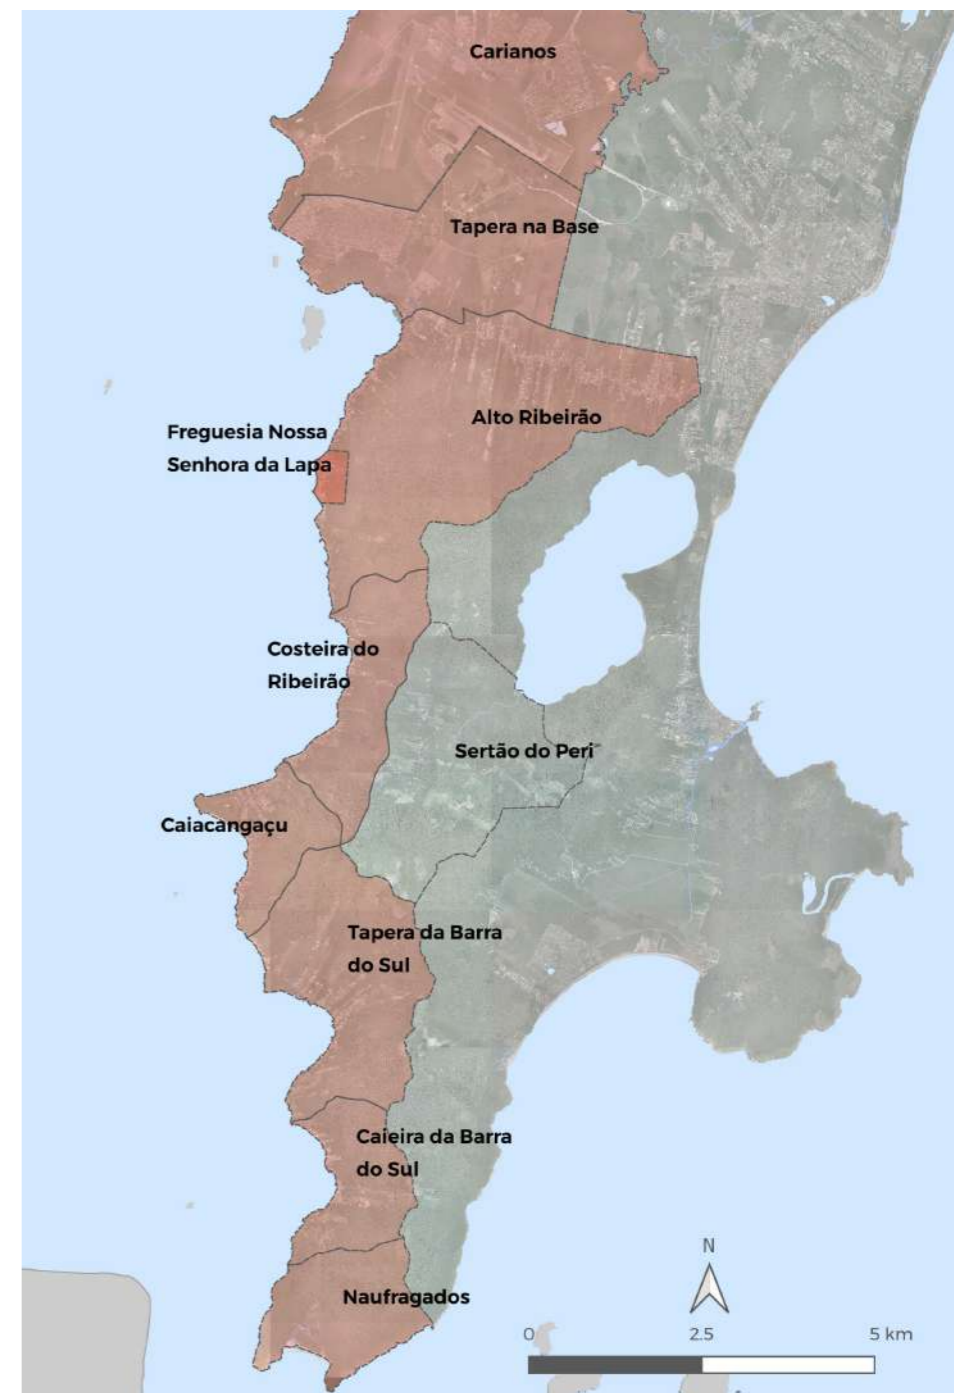 Carianos
Tapera na Base
Alto Ribeirão
Freguesia Nossa
Senhora da Lapa
Costeira do
Ribeirão
Sertão do Peri
Caiacangaçu
Tapera da Barra
do Sul
Caieira da Barra
do Sul
N
Naufragados
0 2.5 5 km